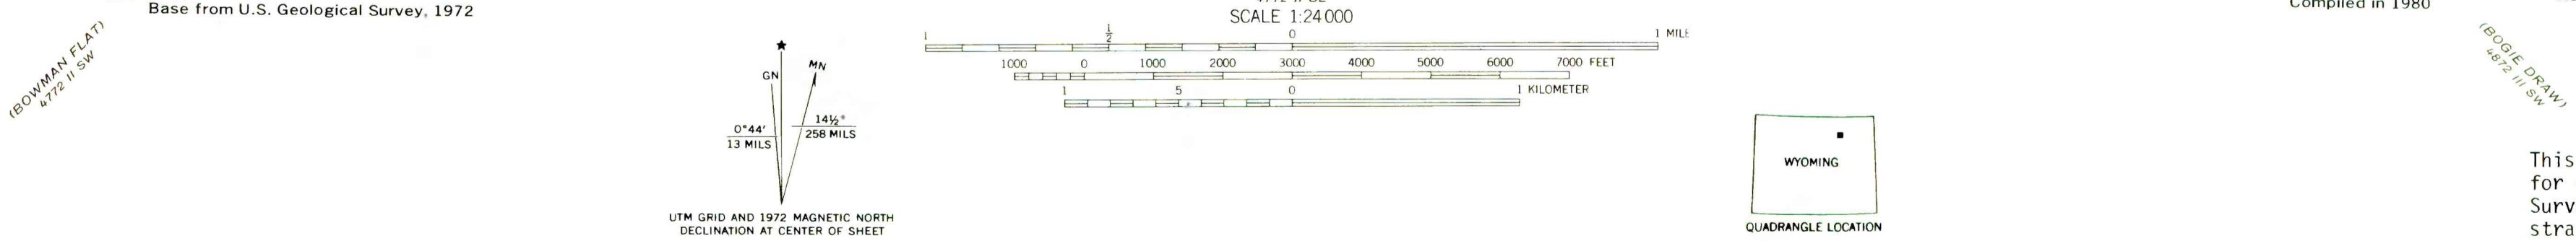 Base from U.S. Geological Survey, 1972
SCALE 1:24 000
Compiled in 1980
(BOWMAN FLAT)
4772 II SW
1 ½ 0 1 MILE
1000 0 1000 2000 3000 4000 5000 6000 7000 FEET
1 5 0 1 KILOMETER
GN
MN
0°44'
13 MILS
14½°
258 MILS
UTM GRID AND 1972 MAGNETIC NORTH
DECLINATION AT CENTER OF SHEET
WYOMING
QUADRANGLE LOCATION
(BOGIE DRAW)
4872 III SW
This
for
Surv
stra